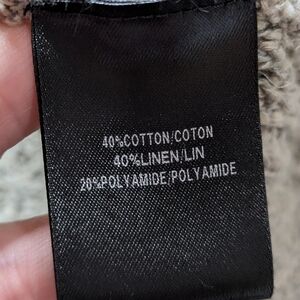 40%COTTON/COTON
40%LINEN/LIN
20%POLYAMIDE/POLYAMIDE